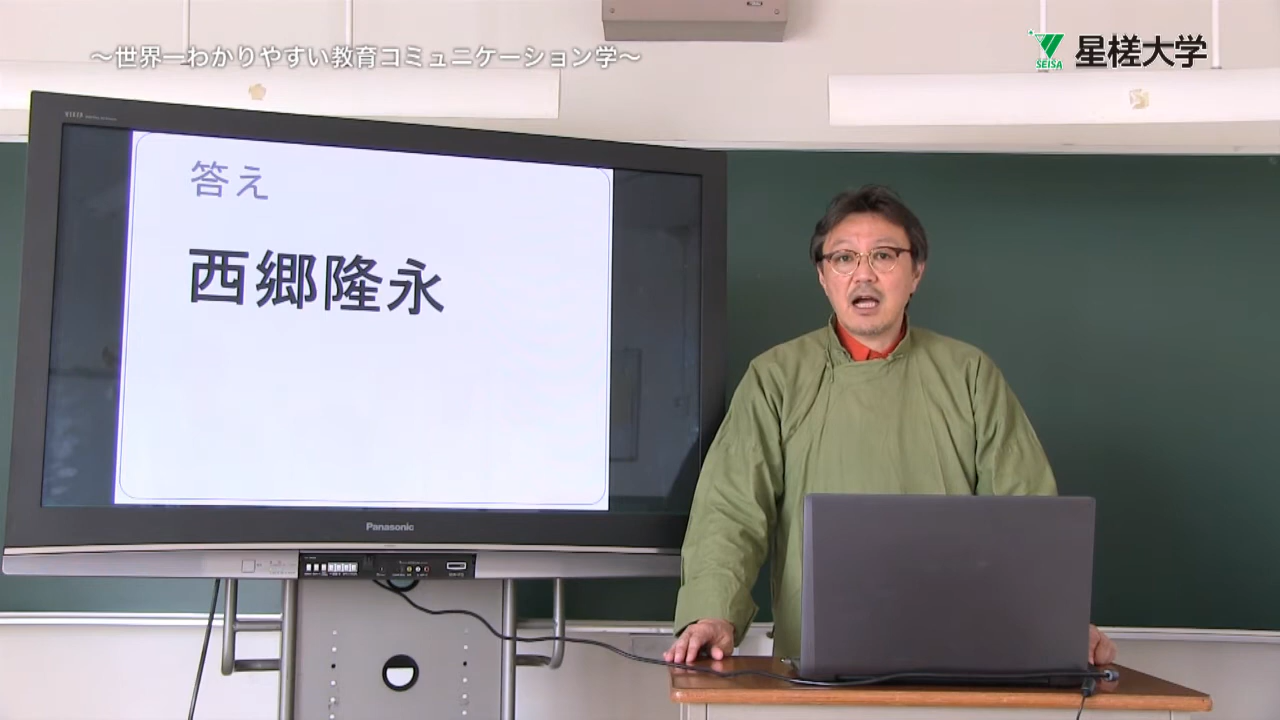 ～世界一わかりやすい教育コミュニケーション学～
SEISA
星槎大学
答え
西郷隆永
Panasonic